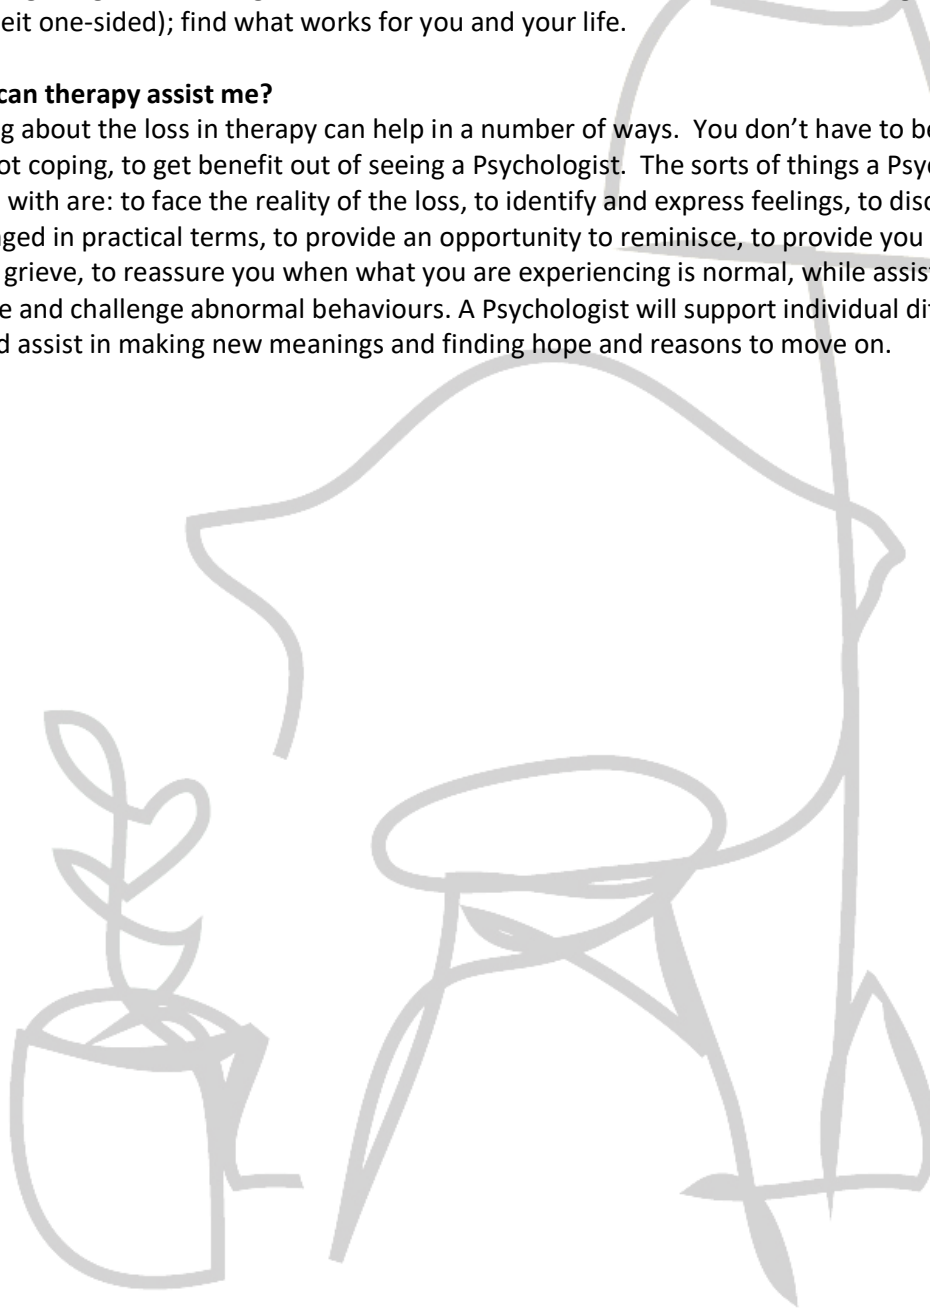 eit one-sided); find what works for you and your life.
can therapy assist me?
g about the loss in therapy can help in a number of ways.  You don’t have to be
ot coping, to get benefit out of seeing a Psychologist.  The sorts of things a Psy
with are: to face the reality of the loss, to identify and express feelings, to disc
ged in practical terms, to provide an opportunity to reminisce, to provide you
grieve, to reassure you when what you are experiencing is normal, while assist
e and challenge abnormal behaviours. A Psychologist will support individual di
d assist in making new meanings and finding hope and reasons to move on.